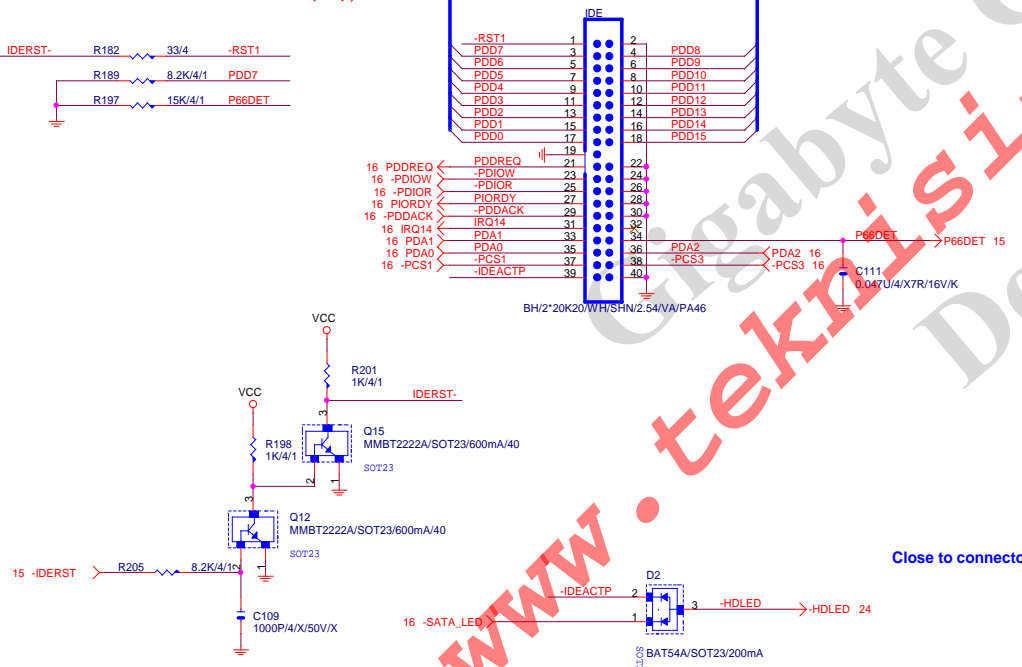 IDE
IDERST- R182 33/4 -RST1
R189 8.2K/4/1 PDD7
R197 15K/4/1 P66DET
-RST1 1 2
PDD7 3 4 PDD8
PDD6 5 6 PDD9
PDD5 7 8 PDD10
PDD4 9 10 PDD11
PDD3 11 12 PDD12
PDD2 13 14 PDD13
PDD1 15 16 PDD14
PDD0 17 18 PDD15
19
16 PDDREQ PDDREQ 21 22
16 -PDIOW -PDIOW 23 24
16 -PDIOR -PDIOR 25 26
16 PIORDY PIORDY 27 28
16 -PDDACK -PDDACK 29 30
16 IRQ14 IRQ14 31 32
16 PDA1 PDA1 33 34 P66DET P66DET 15
16 PDA0 PDA0 35 36 PDA2 PDA2 16
16 -PCS1 -PCS1 37 38 -PCS3 -PCS3 16
-IDEACTP 39 40
C111
0.047U/4/X7R/16V/K
BH/2*20K20/WH/SHN/2.54/VA/PA46
VCC
R201
1K/4/1
IDERST-
3
Q15
MMBT2222A/SOT23/600mA/40
SOT23
2 1
VCC
R198
1K/4/1
3
Q12
MMBT2222A/SOT23/600mA/40
SOT23
2 1
15 -IDERST R205 8.2K/4/1
C109
1000P/4/X/50V/X
Close to connecto
D2
-IDEACTP 2
3 -HDLED -HDLED 24
16 -SATA_LED 1
BAT54A/SOT23/200mA
Gigabyte
www.teknisi